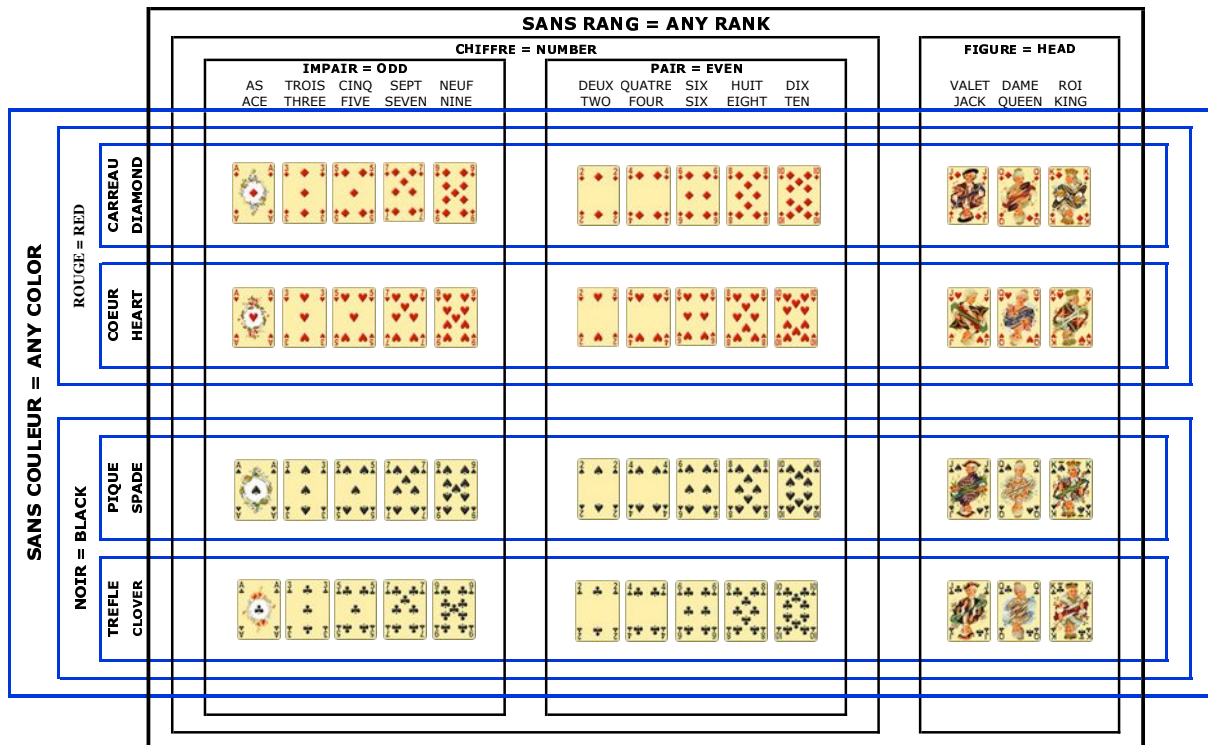 SANS RANG = ANY RANK
CHIFFRE = NUMBER
FIGURE = HEAD
IMPAIR = ODD
PAIR = EVEN
AS TROIS CINQ SEPT NEUF
ACE THREE FIVE SEVEN NINE
DEUX QUATRE SIX HUIT DIX
TWO FOUR SIX EIGHT TEN
VALET DAME ROI
JACK QUEEN KING
SANS COULEUR = ANY COLOR
ROUGE = RED
CARREAU
DIAMOND
COEUR
HEART
NOIR = BLACK
PIQUE
SPADE
TREFLE
CLOVER